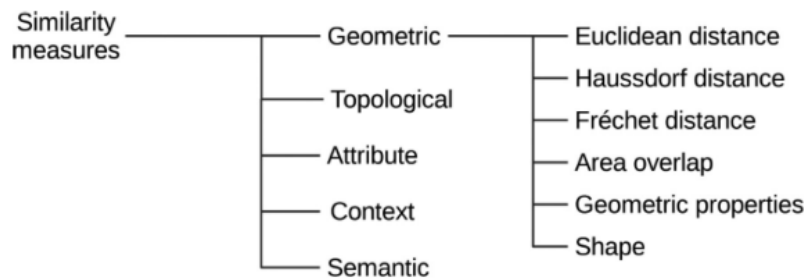 Similarity
measures
Geometric
Topological
Attribute
Context
Semantic
Euclidean distance
Haussdorf distance
Fréchet distance
Area overlap
Geometric properties
Shape